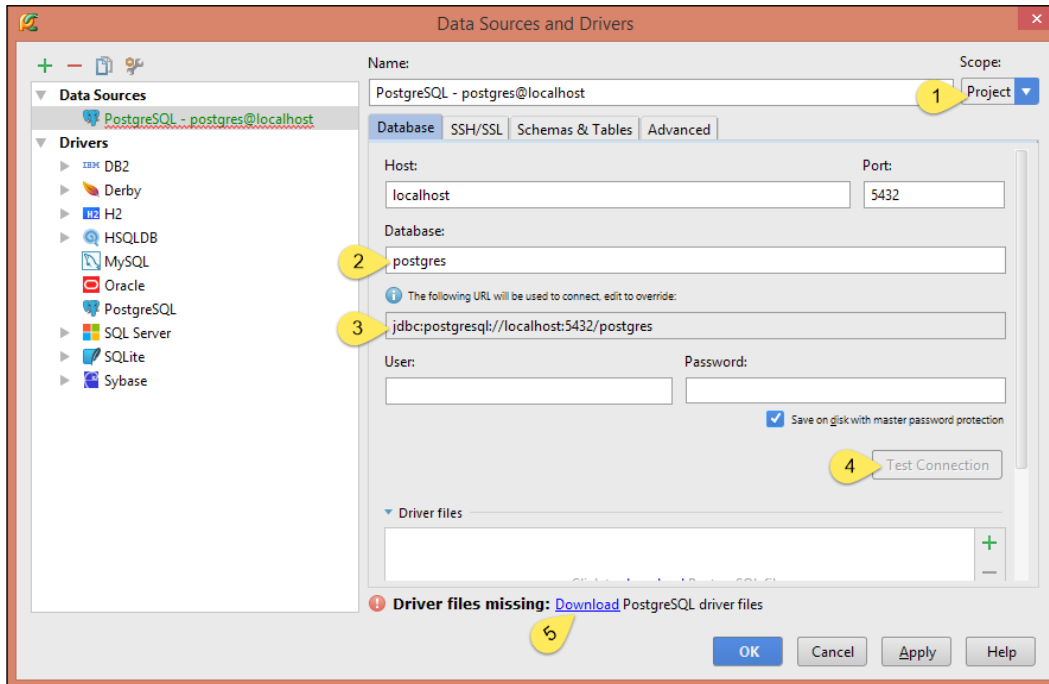 Data Sources and Drivers
Name:
Scope:
Data Sources
PostgreSQL - postgres@localhost
Drivers
IBM DB2
Derby
H2 H2
HSQLDB
MySQL
Oracle
PostgreSQL
SQL Server
SQLite
Sybase
PostgreSQL - postgres@localhost
1
Project
Database SSH/SSL Schemas & Tables Advanced
Host:
Port:
localhost
5432
Database:
2
postgres
The following URL will be used to connect, edit to override:
3
jdbc:postgresql://localhost:5432/postgres
User:
Password:
Save on disk with master password protection
4
Test Connection
Driver files
Driver files missing: Download PostgreSQL driver files
5
OK
Cancel
Apply
Help